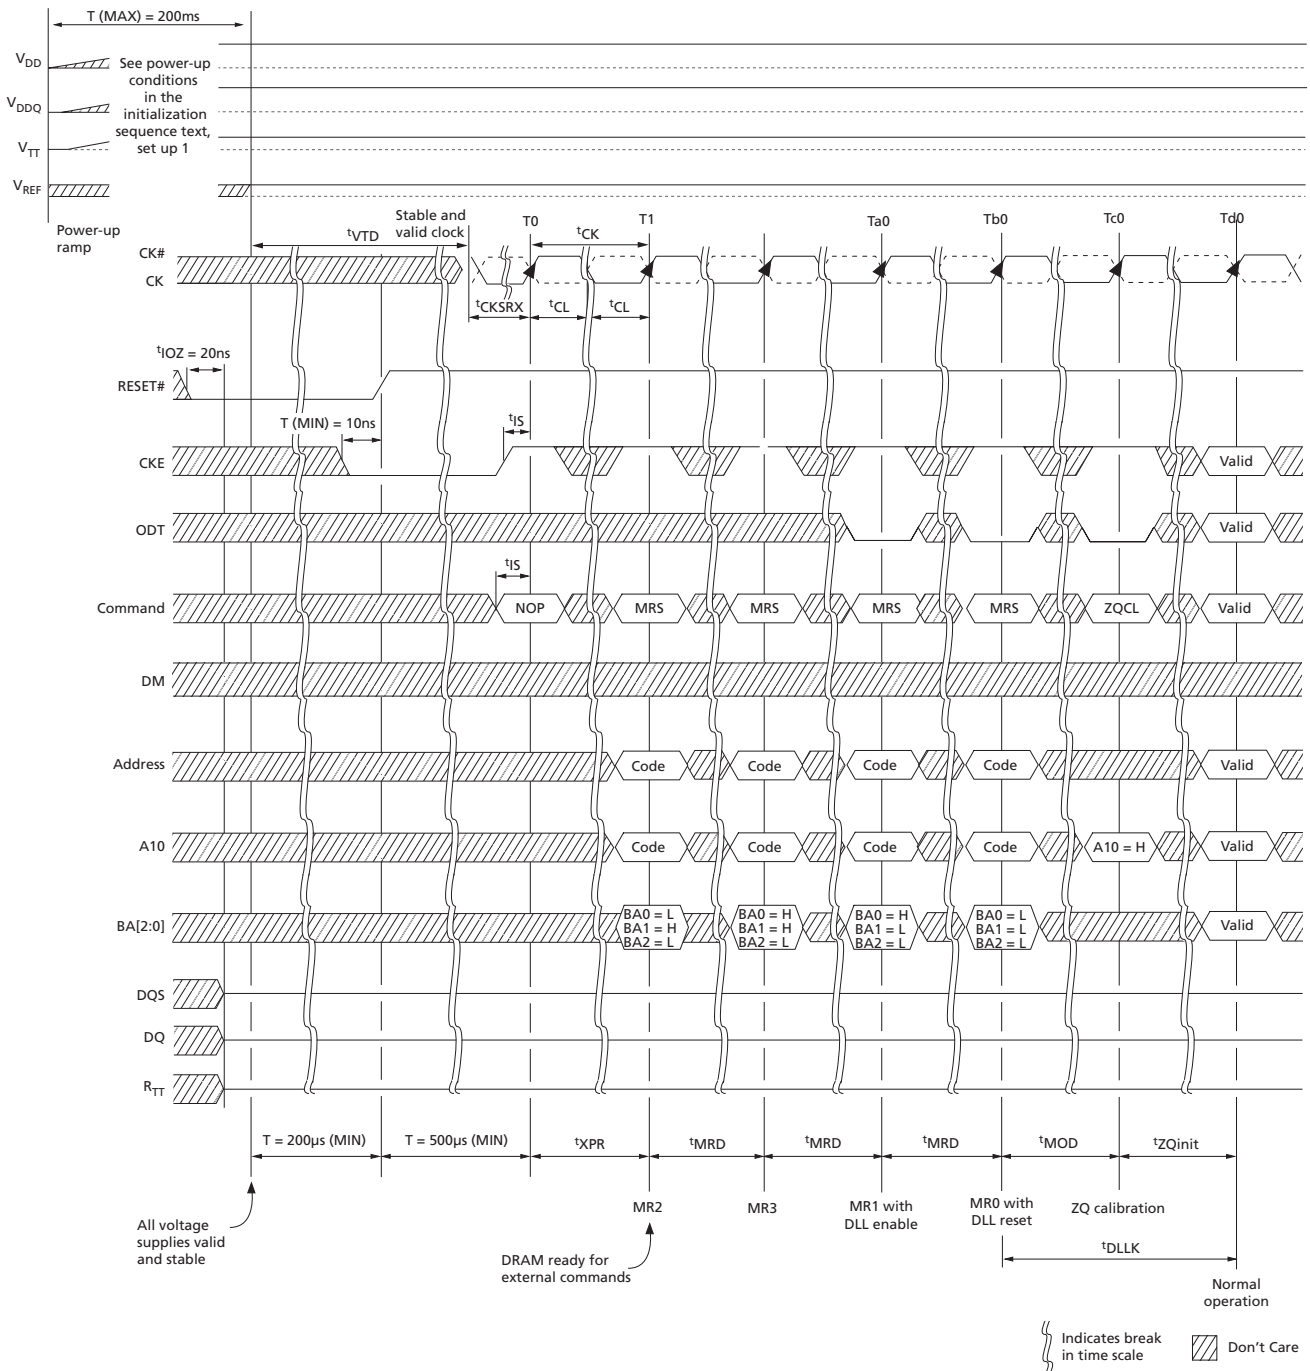 T (MAX) = 200ms
VDD
See power-up
conditions
in the
initialization
sequence text,
set up 1
VDDQ
VTT
VREF
Power-up
ramp
Stable and
valid clock
T0
T1
Ta0
Tb0
Tc0
Td0
tVTD
tCK
CK#
CK
tCKSRX
tCL
tCL
tIOZ = 20ns
RESET#
T (MIN) = 10ns
tIS
CKE
Valid
ODT
Valid
tIS
Command
NOP
MRS
MRS
MRS
MRS
ZQCL
Valid
DM
Address
Code
Code
Code
Code
Valid
A10
Code
Code
Code
Code
A10 = H
Valid
BA[2:0]
BA0 = L
BA1 = H
BA2 = L
BA0 = H
BA1 = H
BA2 = L
BA0 = H
BA1 = L
BA2 = L
BA0 = L
BA1 = L
BA2 = L
Valid
DQS
DQ
RTT
T = 200µs (MIN)
T = 500µs (MIN)
tXPR
tMRD
tMRD
tMRD
tMOD
tZQinit
MR2
MR3
MR1 with
DLL enable
MR0 with
DLL reset
ZQ calibration
All voltage
supplies valid
and stable
DRAM ready for
external commands
tDLLK
Normal
operation
Indicates break
in time scale
Don't Care